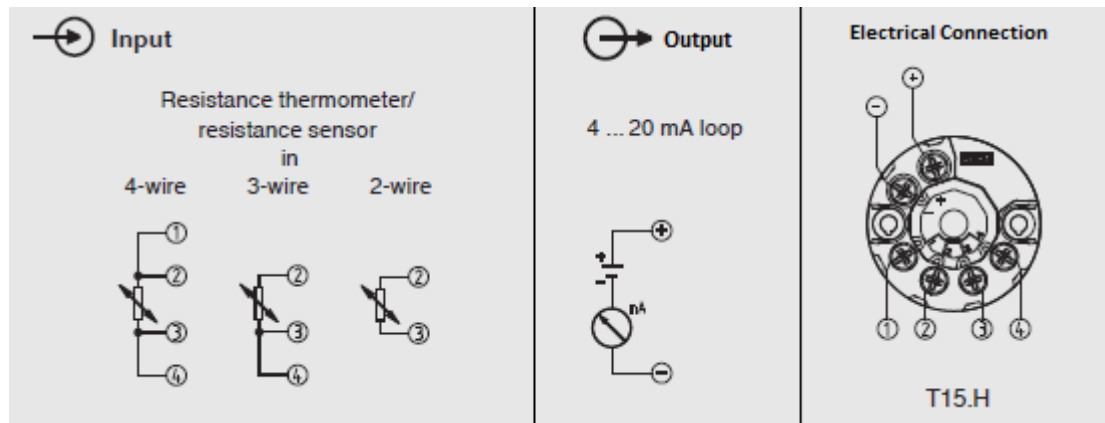 Input
Resistance thermometer/
resistance sensor
in
4-wire 3-wire 2-wire
①
②
③
④
②
③
④
②
③
Output
4 ... 20 mA loop
⊕
+
−
mA
⊖
Electrical Connection
⊕
⊖
+
−
① ② ③ ④
T15.H